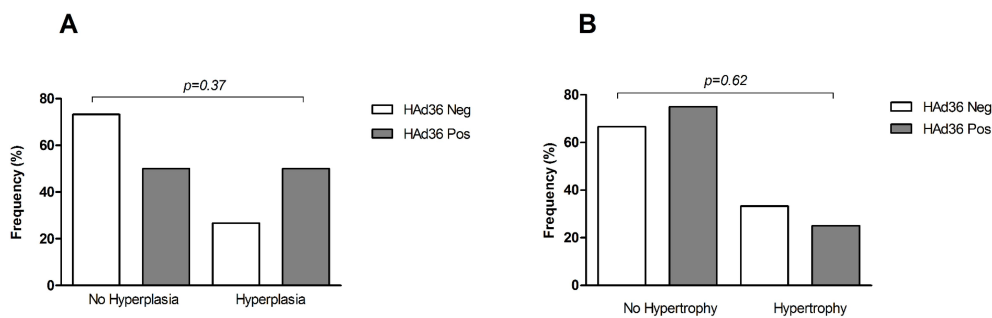 A
p=0.37
HAd36 Neg
HAd36 Pos
Frequency (%)
80
60
40
20
0
No Hyperplasia
Hyperplasia
B
p=0.62
HAd36 Neg
HAd36 Pos
Frequency (%)
80
60
40
20
0
No Hypertrophy
Hypertrophy